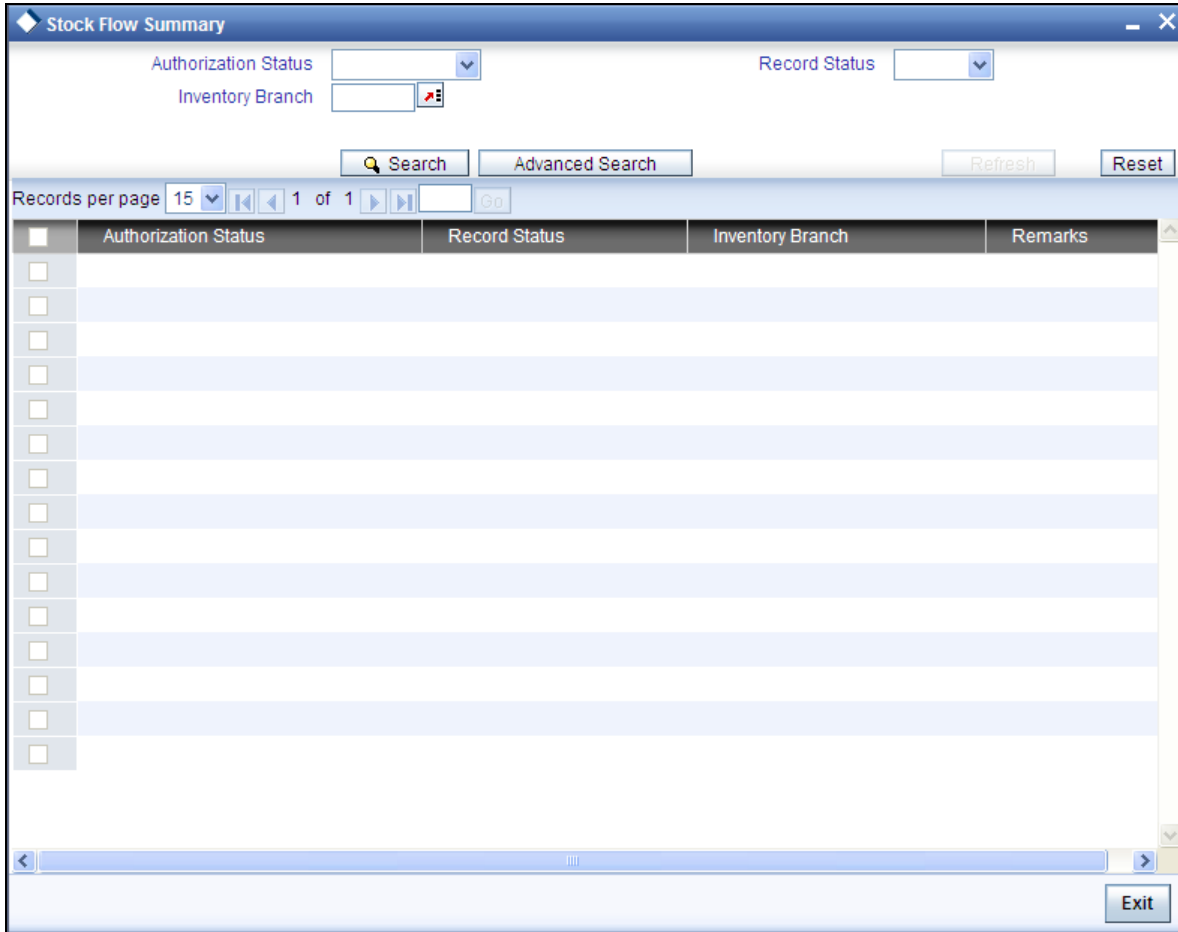 Stock Flow Summary
Authorization Status
Record Status
Inventory Branch
Search
Advanced Search
Refresh
Reset
Records per page 15 1 of 1 Go
Authorization Status Record Status Inventory Branch Remarks
Exit